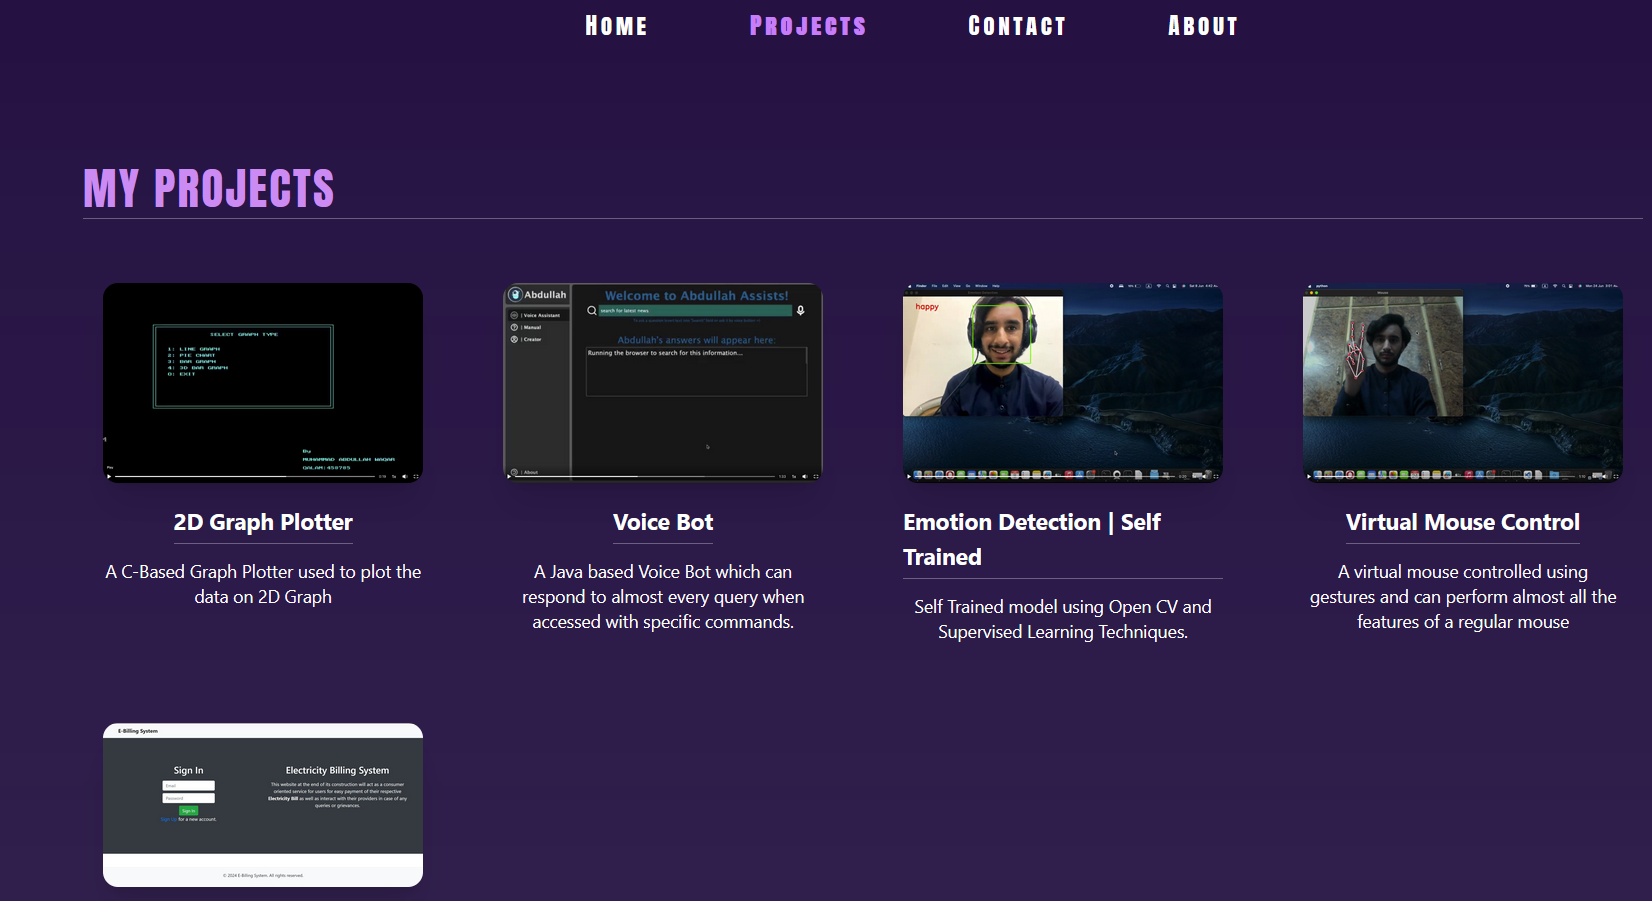 Home Projects Contact About
MY PROJECTS
SELECT GRAPH TYPE
1: LINE GRAPH
2: PIE CHART
3: BAR GRAPH
4: 3D BAR GRAPH
0: EXIT
By
MUHAMMAD ABDULLAH WAQAR
QALAM:458785
Abdullah
| Voice Assistant
| Manual
| Creator
| About
Welcome to Abdullah Assists!
search for latest news
Abdullah's answers will appear here:
Running the browser to search for this information...
Finder File Edit View Go Window Help
happy
python
2D Graph Plotter
A C-Based Graph Plotter used to plot the
data on 2D Graph
Voice Bot
A Java based Voice Bot which can
respond to almost every query when
accessed with specific commands.
Emotion Detection | Self
Trained
Self Trained model using Open CV and
Supervised Learning Techniques.
Virtual Mouse Control
A virtual mouse controlled using
gestures and can perform almost all the
features of a regular mouse
E-Billing System
Sign In
Email
Password
Sign in
Sign Up for a new account.
Electricity Billing System
This website at the end of its construction will act as a consumer
oriented service for users for easy payment of their respective
Electricity Bill as well as interact with their providers in case of any
queries or grievances.
© 2024 E-Billing System. All rights reserved.